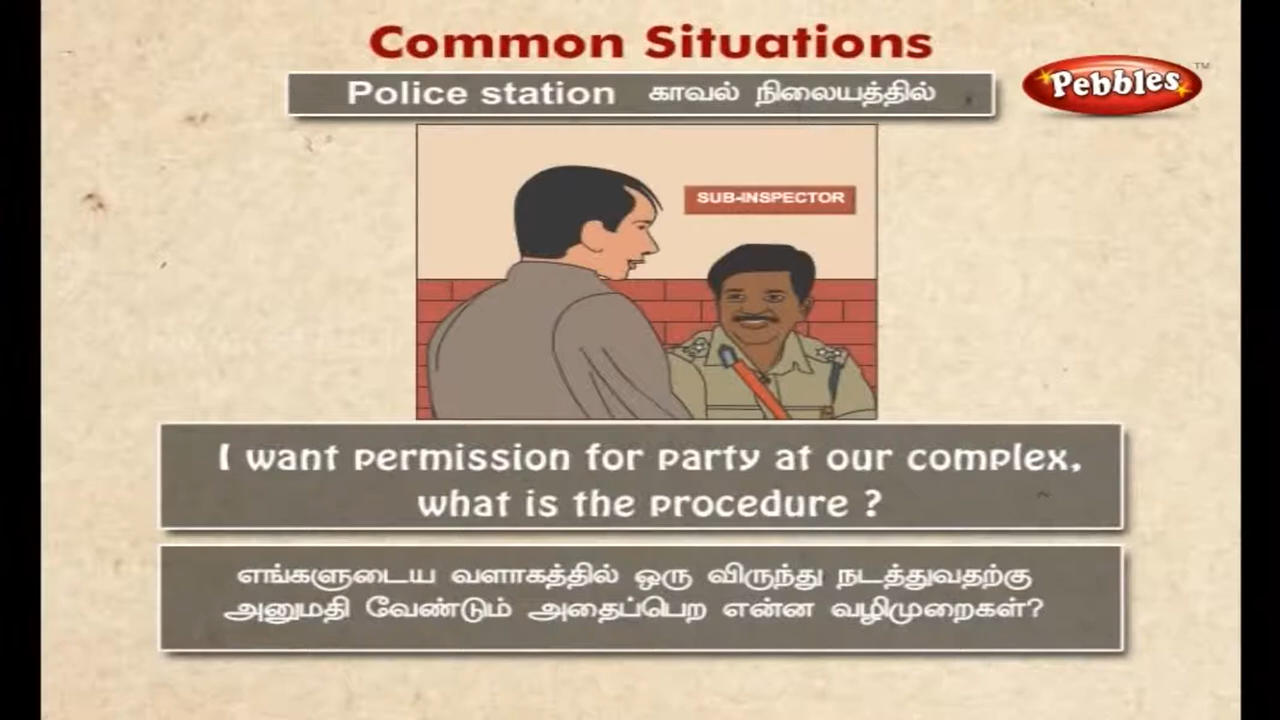 Common Situations
Police station காவல் நிலையத்தில்
Pebbles™
SUB-INSPECTOR
I want permission for party at our complex,
what is the procedure ?
எங்களுடைய வளாகத்தில் ஒரு விருந்து நடத்துவதற்கு
அனுமதி வேண்டும் அதைப்பெற என்ன வழிமுறைகள்?